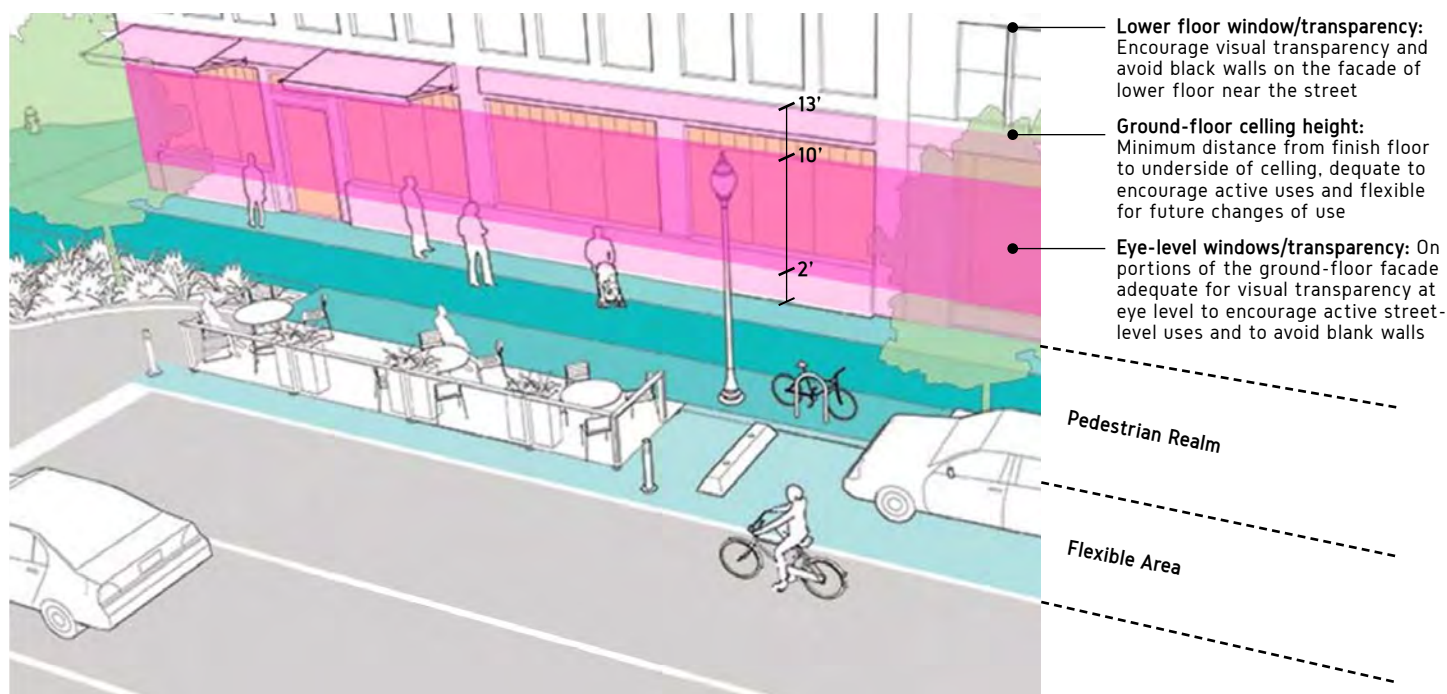 Lower floor window/transparency:
Encourage visual transparency and
avoid black walls on the facade of
lower floor near the street
Ground-floor celling height:
Minimum distance from finish floor
to underside of celling, dequate to
encourage active uses and flexible
for future changes of use
Eye-level windows/transparency: On
portions of the ground-floor facade
adequate for visual transparency at
eye level to encourage active street-
level uses and to avoid blank walls
13'
10'
2'
Pedestrian Realm
Flexible Area